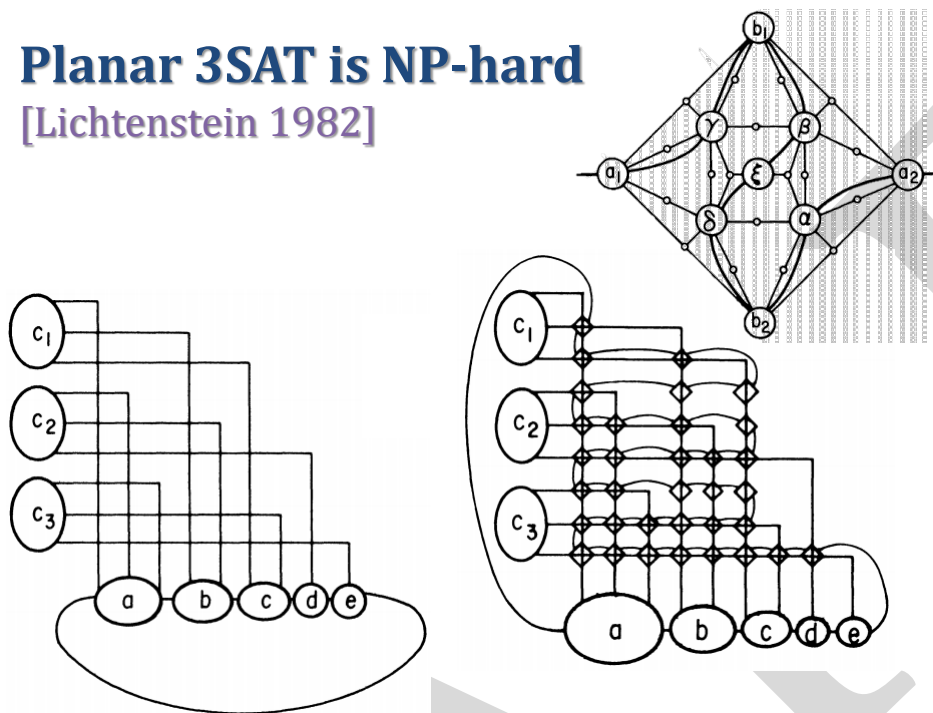 Planar 3SAT is NP-hard
[Lichtenstein 1982]
b1
γ
β
a1
ξ
a2
δ
α
b2
c1
c2
c3
a
b
c
d
e
c1
c2
c3
a
b
c
d
e